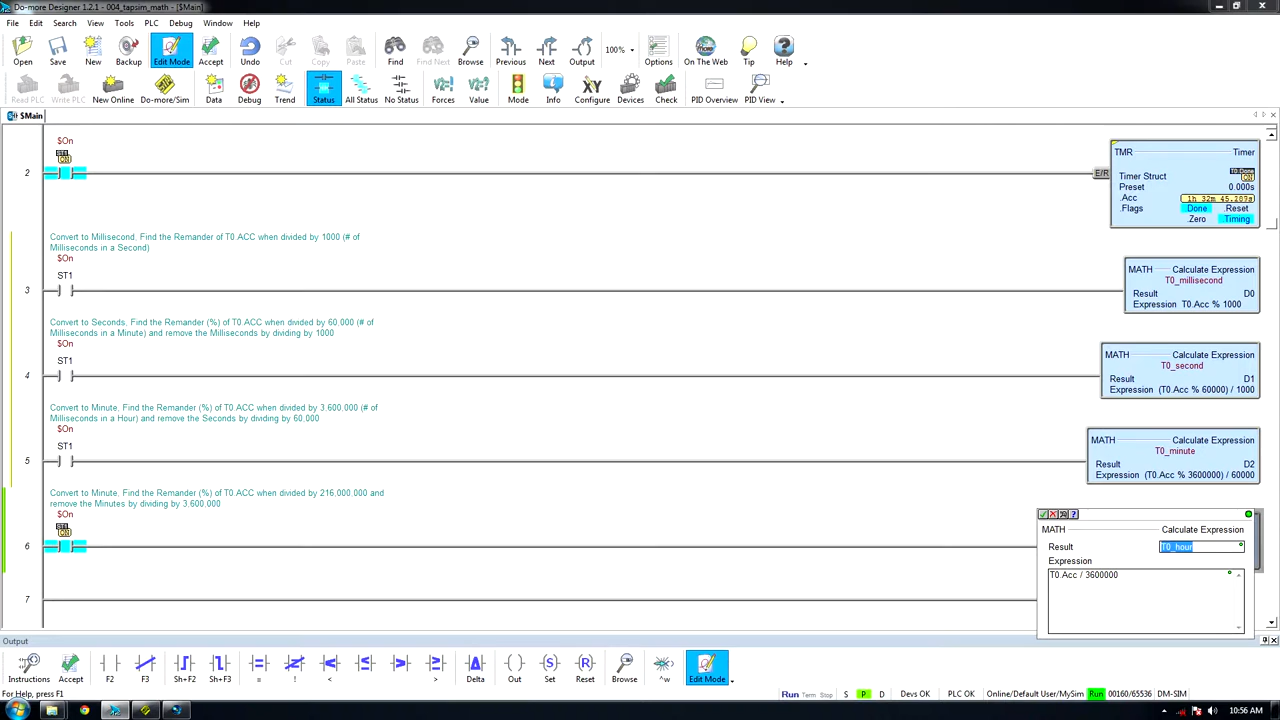 Do-more Designer 1.2.1 - 004_tapsim_math - [$Main]
File Edit Search View Tools PLC Debug Window Help
Open Save New Backup Edit Mode Accept Undo Cut Copy Paste Find Find Next Browse Previous Next Output 100% Options On The Web Tip Help
Read PLC Write PLC New Online Do-more/Sim Data Debug Trend Status All Status No Status Forces Value Mode Info Configure Devices Check PID Overview PID View
$Main
$On
ST1
ON
2
TMR Timer
E/R
Timer Struct T0.Done
ON
Preset 0.000s
.Acc 1h 32m 45.289s
.Flags Done .Reset
.Zero Timing
Convert to Millisecond, Find the Remander of T0.ACC when divided by 1000 (# of
Milliseconds in a Second)
$On
ST1
3
MATH Calculate Expression
T0_millisecond
Result D0
Expression T0.Acc % 1000
Convert to Seconds, Find the Remander (%) of T0.ACC when divided by 60,000 (# of
Milliseconds in a Minute) and remove the Milliseconds by dividing by 1000
$On
ST1
4
MATH Calculate Expression
T0_second
Result D1
Expression (T0.Acc % 60000) / 1000
Convert to Minute, Find the Remander (%) of T0.ACC when divided by 3,600,000 (# of
Milliseconds in a Hour) and remove the Seconds by dividing by 60,000
$On
ST1
5
MATH Calculate Expression
T0_minute
Result D2
Expression (T0.Acc % 3600000) / 60000
Convert to Minute, Find the Remander (%) of T0.ACC when divided by 216,000,000 and
remove the Minutes by dividing by 3,600,000
$On
ST1
ON
6
MATH Calculate Expression
Result T0_hour
Expression
T0.Acc / 3600000
7
Output
Instructions Accept F2 F3 Sh+F2 Sh+F3 = ! < ≤ > ≥ Delta Out Set Reset Browse ^w Edit Mode
For Help, press F1 Run Term Stop S P D Devs OK PLC OK Online/Default User/MySim Run 00160/65536 DM-SIM
10:56 AM